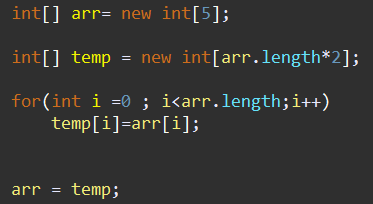 int[] arr= new int[5];
int[] temp = new int[arr.length*2];
for(int i =0 ; i<arr.length;i++)
temp[i]=arr[i];
arr = temp;